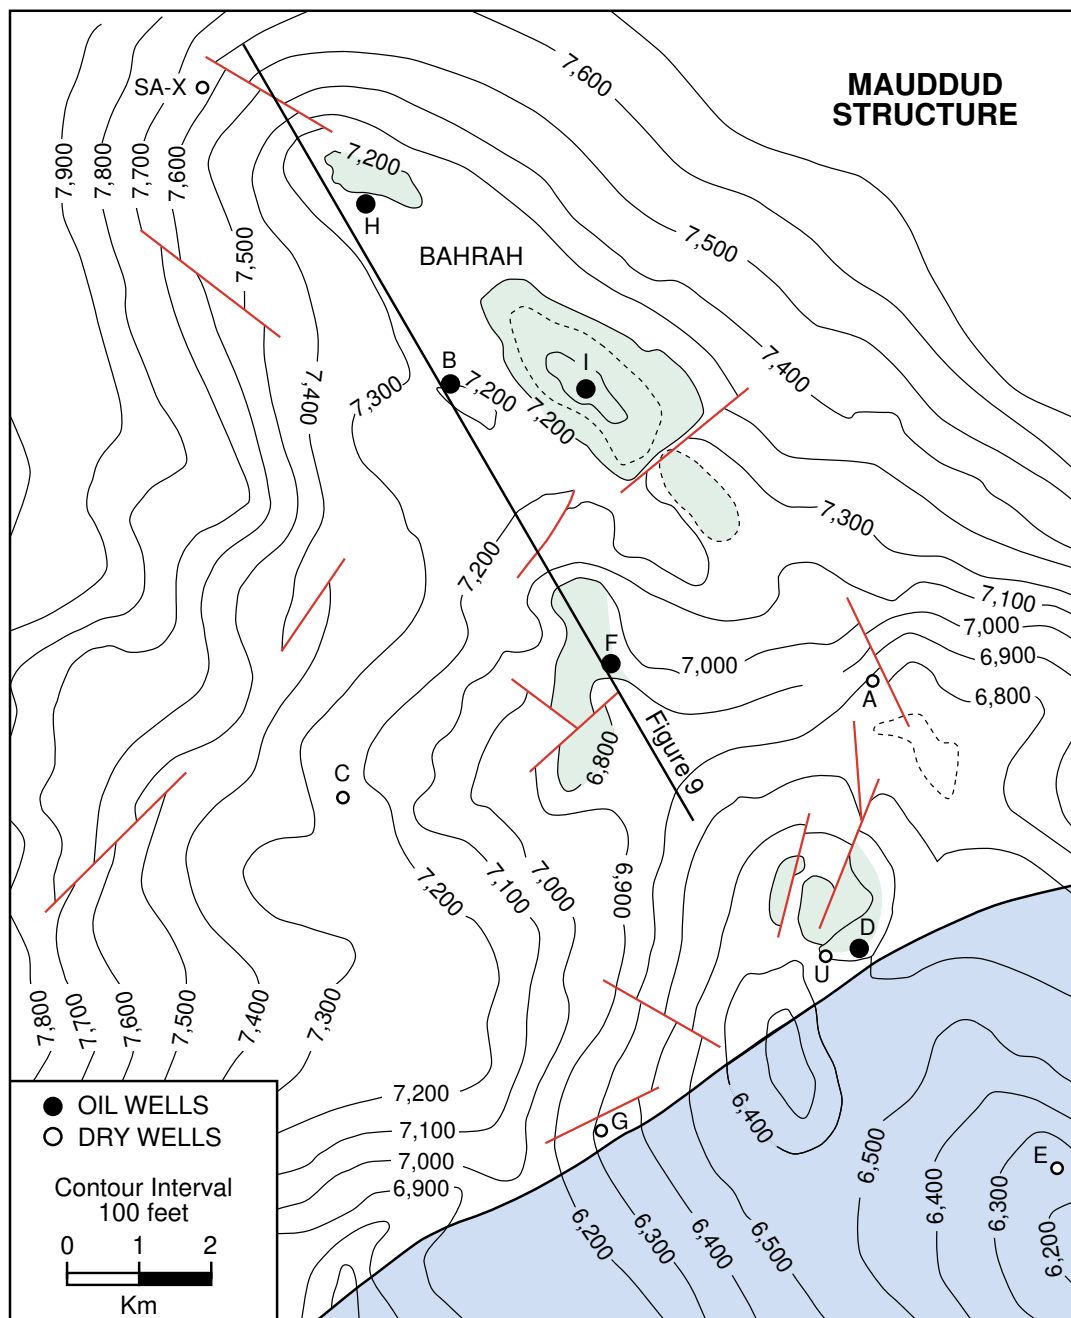 MAUDDUD
STRUCTURE
7,600
SA-X
7,900
7,800
7,700
7,600
7,200
H
7,500
7,500
BAHRAH
7,400
7,400
7,300
B
7,200
I
7,200
7,300
7,200
7,100
7,000
6,900
6,800
F
7,000
A
Figure 9
6,800
C
7,200
7,100
7,000
6,900
D
U
7,800
7,700
7,600
7,500
7,400
7,300
7,200
7,100
7,000
6,900
G
6,400
6,500
6,400
6,300
6,200
E
6,200
6,300
6,400
6,500
OIL WELLS
DRY WELLS
Contour Interval
100 feet
0 1 2
Km